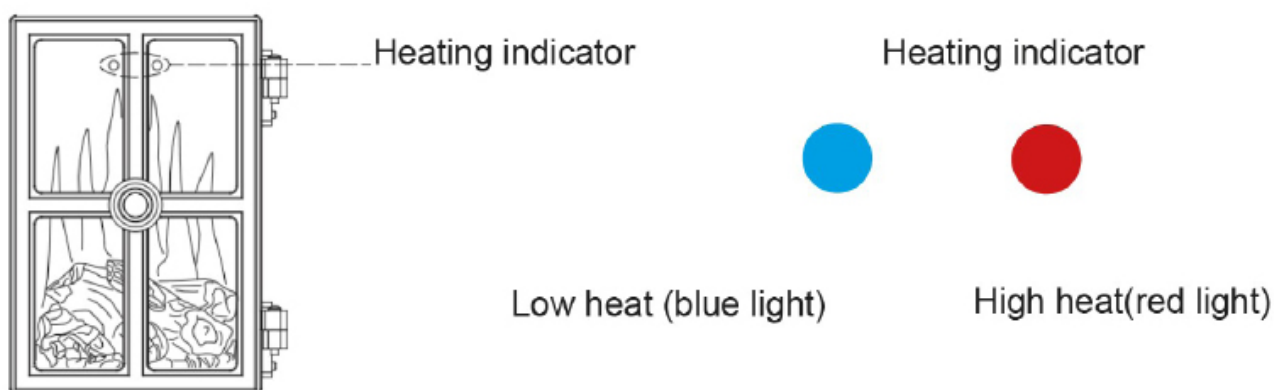 Heating indicator
Heating indicator
Low heat (blue light)
High heat(red light)